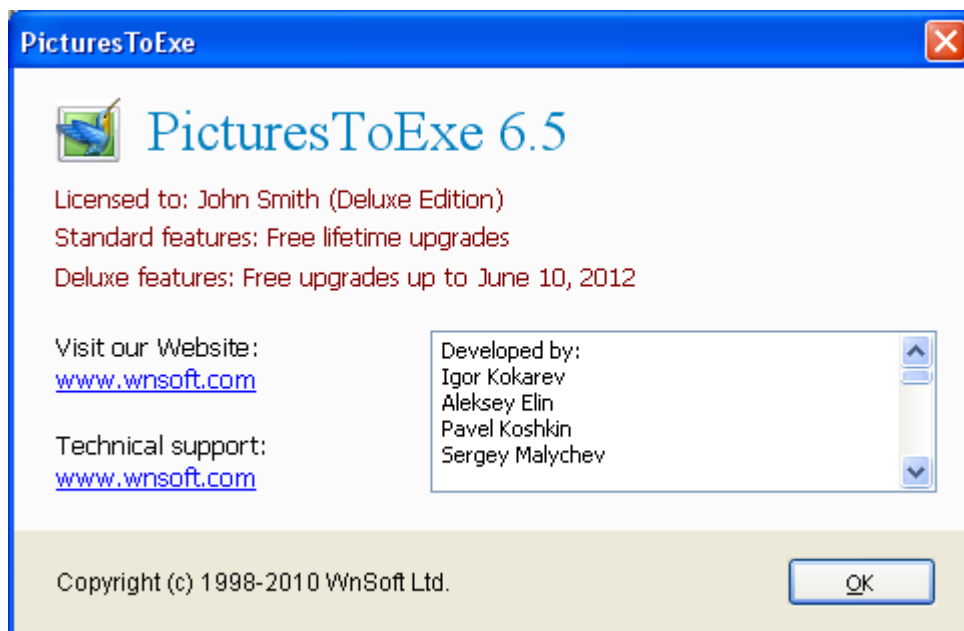 PicturesToExe
PicturesToExe 6.5
Licensed to: John Smith (Deluxe Edition)
Standard features: Free lifetime upgrades
Deluxe features: Free upgrades up to June 10, 2012
Visit our Website:
www.wnsoft.com
Technical support:
www.wnsoft.com
Developed by:
Igor Kokarev
Aleksey Elin
Pavel Koshkin
Sergey Malychev
Copyright (c) 1998-2010 WnSoft Ltd.
OK